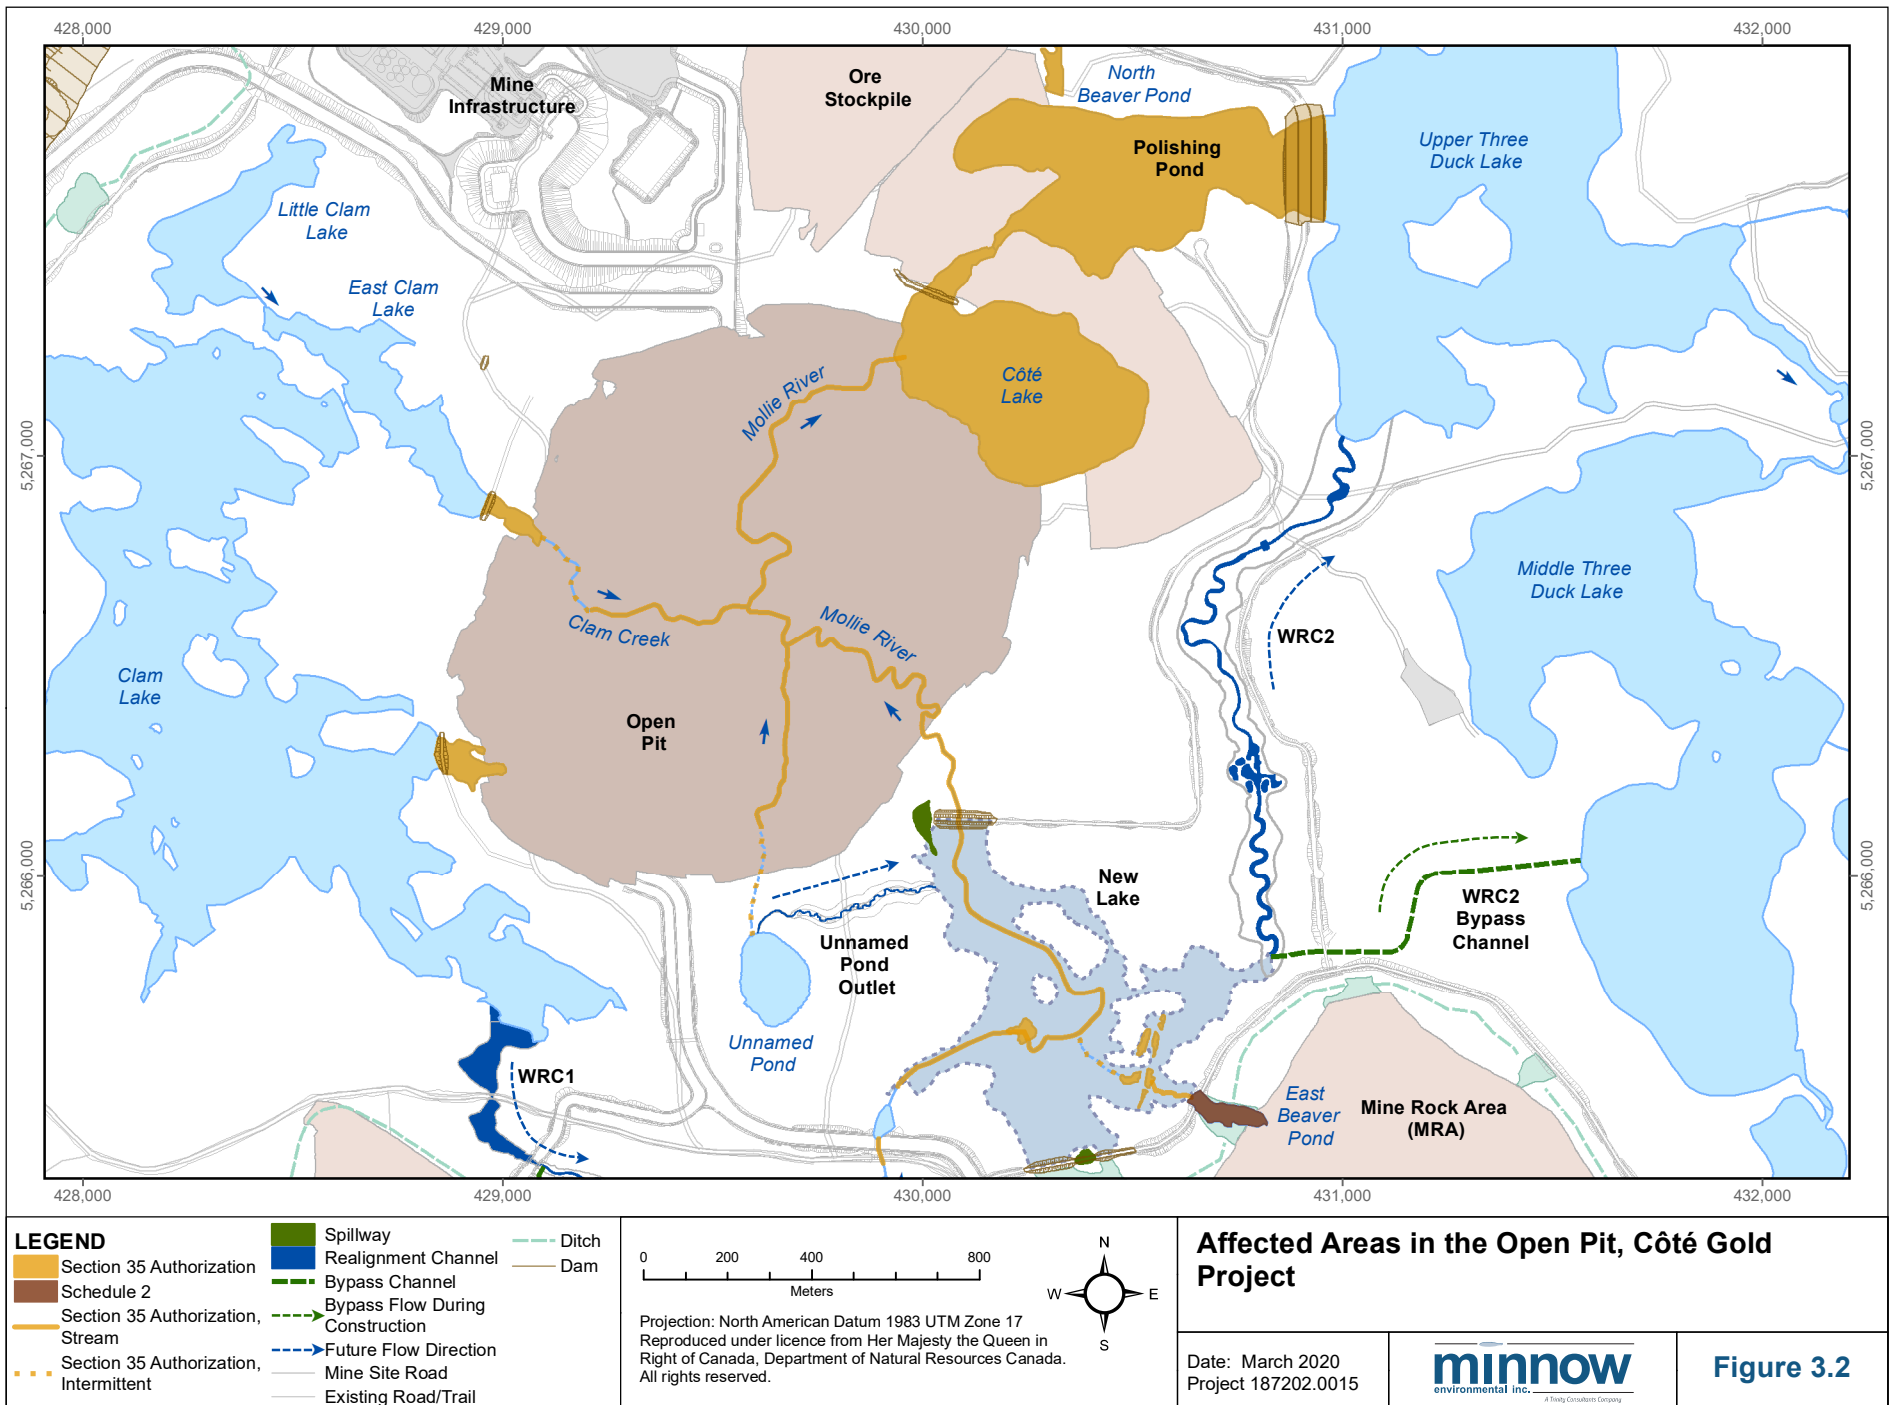 428,000
429,000
430,000
431,000
432,000
Mine
Infrastructure
Ore
Stockpile
North
Beaver Pond
Polishing
Pond
Upper Three
Duck Lake
Little Clam
Lake
East Clam
Lake
Mollie River
Côté
Lake
5,267,000
5,267,000
Clam Creek
Mollie River
Middle Three
Duck Lake
WRC2
Clam
Lake
Open
Pit
5,266,000
5,266,000
New
Lake
WRC2
Bypass
Channel
Unnamed
Pond
Outlet
Unnamed
Pond
WRC1
East
Beaver
Pond
Mine Rock Area
(MRA)
428,000
429,000
430,000
431,000
432,000
LEGEND
Section 35 Authorization
Schedule 2
Section 35 Authorization,
Stream
Section 35 Authorization,
Intermittent
Spillway
Realignment Channel
Bypass Channel
Bypass Flow During
Construction
Future Flow Direction
Mine Site Road
Existing Road/Trail
Ditch
Dam
0 200 400 800
Meters
Projection: North American Datum 1983 UTM Zone 17
Reproduced under licence from Her Majesty the Queen in
Right of Canada, Department of Natural Resources Canada.
All rights reserved.
N
W E
S
Affected Areas in the Open Pit, Côté Gold
Project
Date: March 2020
Project 187202.0015
minnow
environmental inc.
A Trinity Consultants Company
Figure 3.2